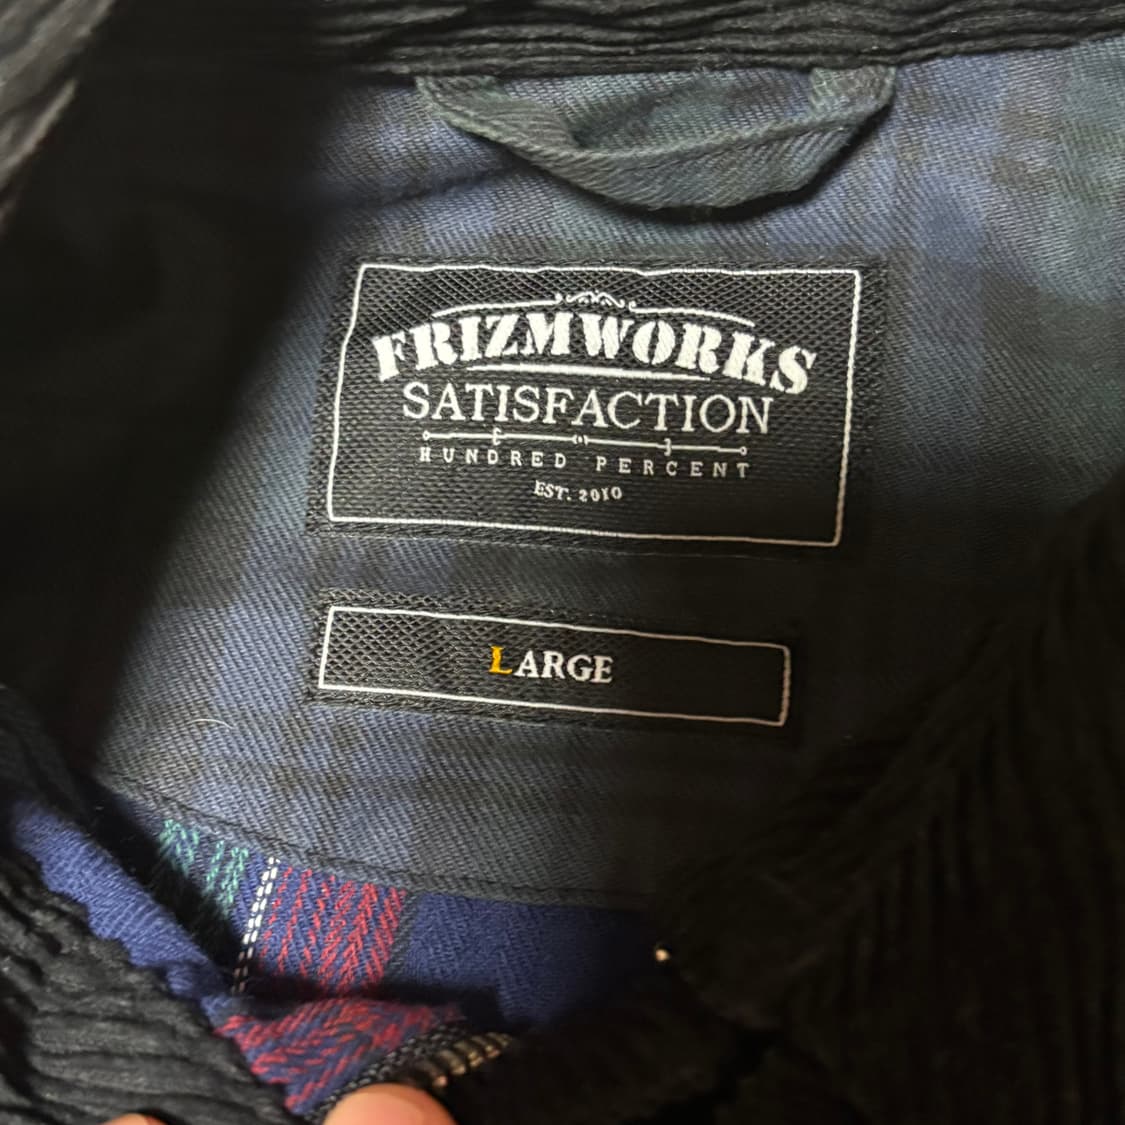 FRIZMWORKS
SATISFACTION
HUNDRED PERCENT
EST. 2010
LARGE